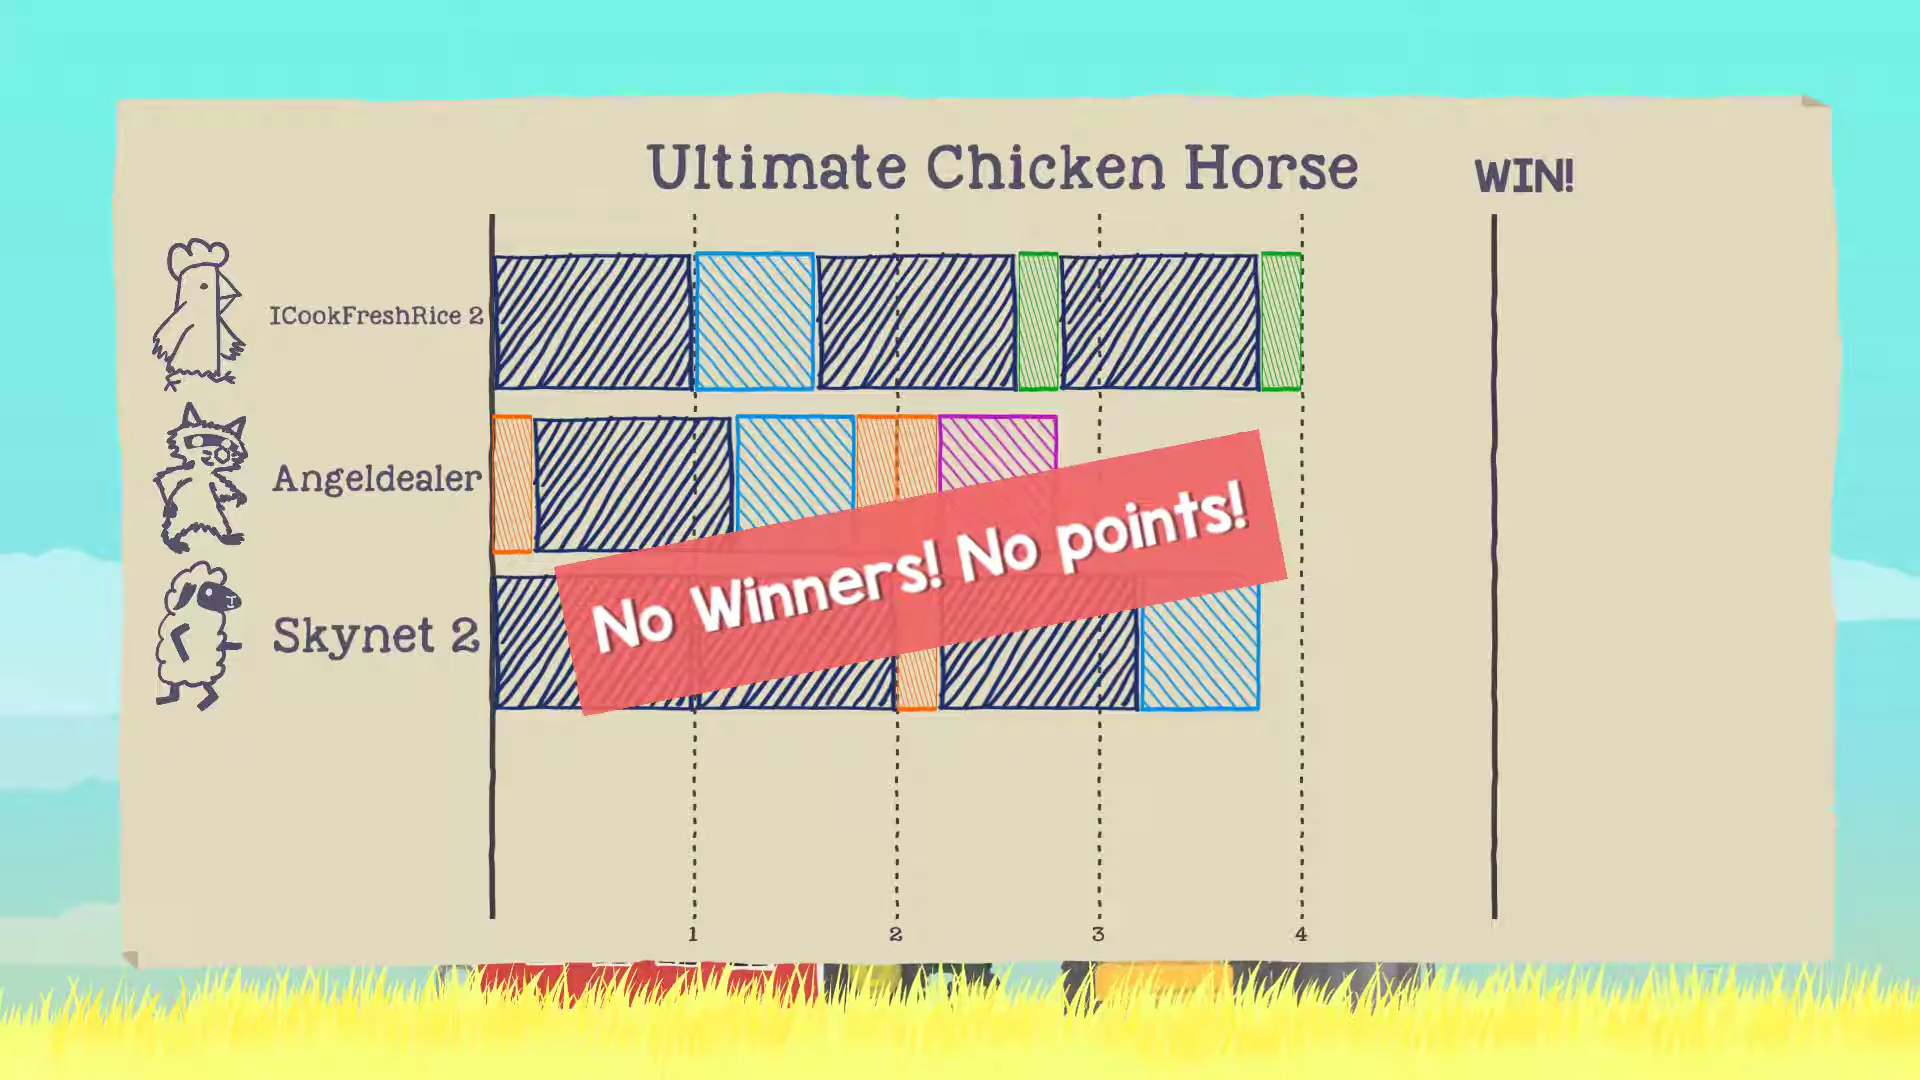 Ultimate Chicken Horse
WIN!
ICookFreshRice 2
Angeldealer
No Winners! No points!
Skynet 2
1 2 3 4